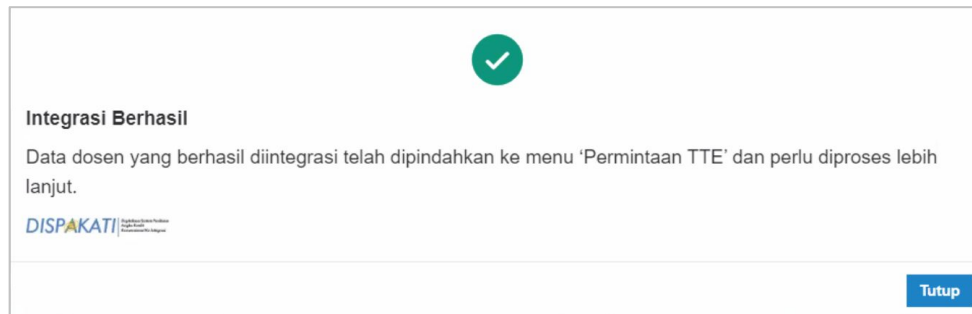 Integrasi Berhasil
Data dosen yang berhasil diintegrasi telah dipindahkan ke menu ‘Permintaan TTE’ dan perlu diproses lebih
lanjut.
DISPAKATI
Tutup